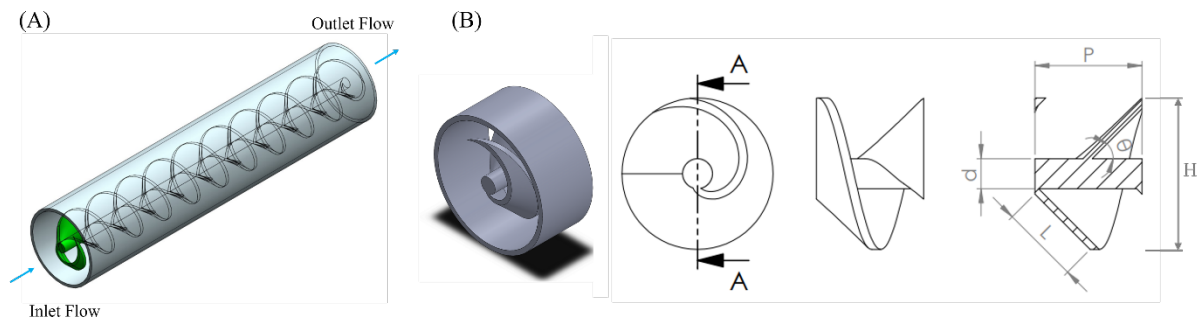 (A)
Outlet Flow
Inlet Flow
(B)
A
A
P
d
θ
H
L